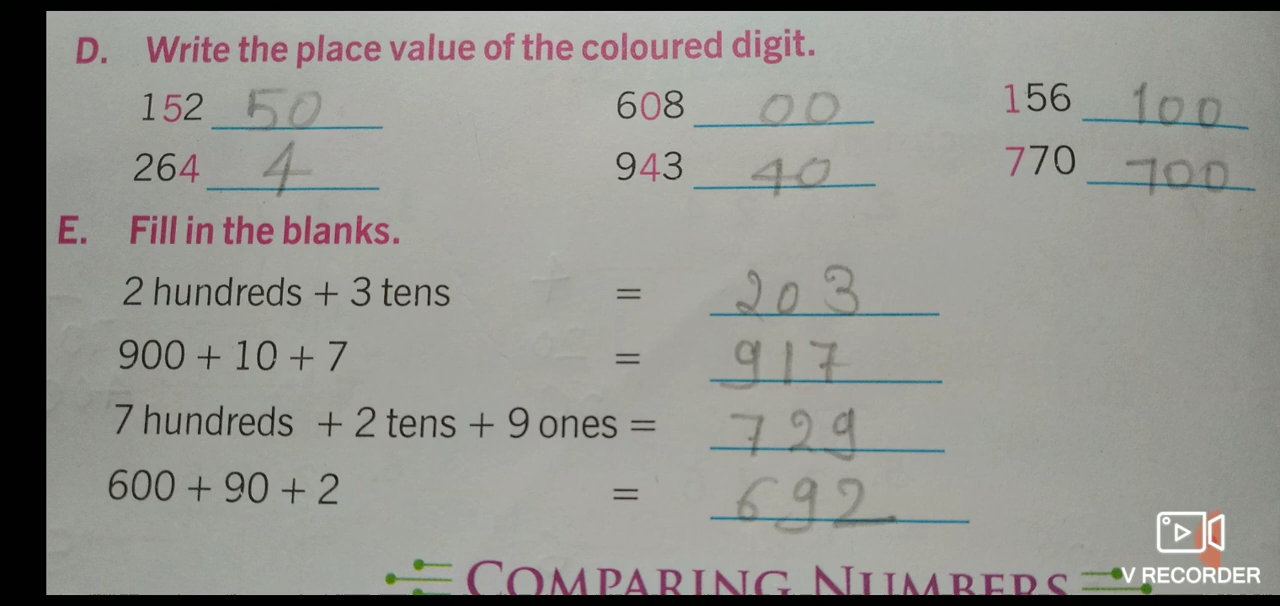 D. Write the place value of the coloured digit.
152 50 608 00 156 100
264 4 943 40 770 700
E. Fill in the blanks.
2 hundreds + 3 tens = 203
900 + 10 + 7 = 917
7 hundreds + 2 tens + 9 ones = 729
600 + 90 + 2 = 692
COMPARING NUMBERS
V RECORDER